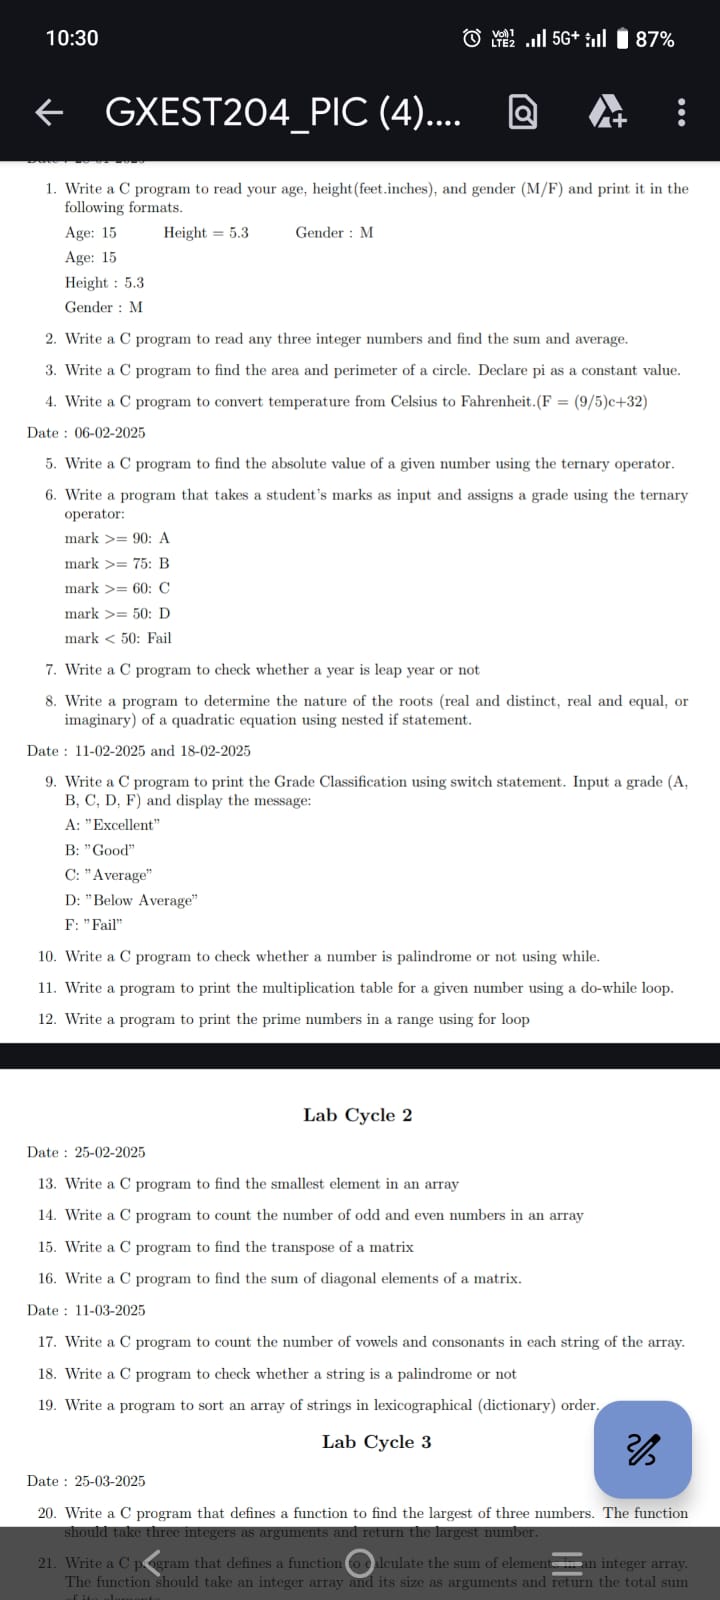 10:30 Vo)) 1 LTE2 5G+ 87%
GXEST204_PIC (4)....
1. Write a C program to read your age, height(feet.inches), and gender (M/F) and print it in the
following formats.
Age: 15 Height = 5.3 Gender : M
Age: 15
Height : 5.3
Gender : M
2. Write a C program to read any three integer numbers and find the sum and average.
3. Write a C program to find the area and perimeter of a circle. Declare pi as a constant value.
4. Write a C program to convert temperature from Celsius to Fahrenheit.(F = (9/5)c+32)
Date : 06-02-2025
5. Write a C program to find the absolute value of a given number using the ternary operator.
6. Write a program that takes a student's marks as input and assigns a grade using the ternary
operator:
mark >= 90: A
mark >= 75: B
mark >= 60: C
mark >= 50: D
mark < 50: Fail
7. Write a C program to check whether a year is leap year or not
8. Write a program to determine the nature of the roots (real and distinct, real and equal, or
imaginary) of a quadratic equation using nested if statement.
Date : 11-02-2025 and 18-02-2025
9. Write a C program to print the Grade Classification using switch statement. Input a grade (A,
B, C, D, F) and display the message:
A: "Excellent"
B: "Good"
C: "Average"
D: "Below Average"
F: "Fail"
10. Write a C program to check whether a number is palindrome or not using while.
11. Write a program to print the multiplication table for a given number using a do-while loop.
12. Write a program to print the prime numbers in a range using for loop
Lab Cycle 2
Date : 25-02-2025
13. Write a C program to find the smallest element in an array
14. Write a C program to count the number of odd and even numbers in an array
15. Write a C program to find the transpose of a matrix
16. Write a C program to find the sum of diagonal elements of a matrix.
Date : 11-03-2025
17. Write a C program to count the number of vowels and consonants in each string of the array.
18. Write a C program to check whether a string is a palindrome or not
19. Write a program to sort an array of strings in lexicographical (dictionary) order.
Lab Cycle 3
Date : 25-03-2025
20. Write a C program that defines a function to find the largest of three numbers. The function
should take three integers as arguments and return the largest number.
21. Write a C program that defines a function to calculate the sum of elements in an integer array.
The function should take an integer array and its size as arguments and return the total sum